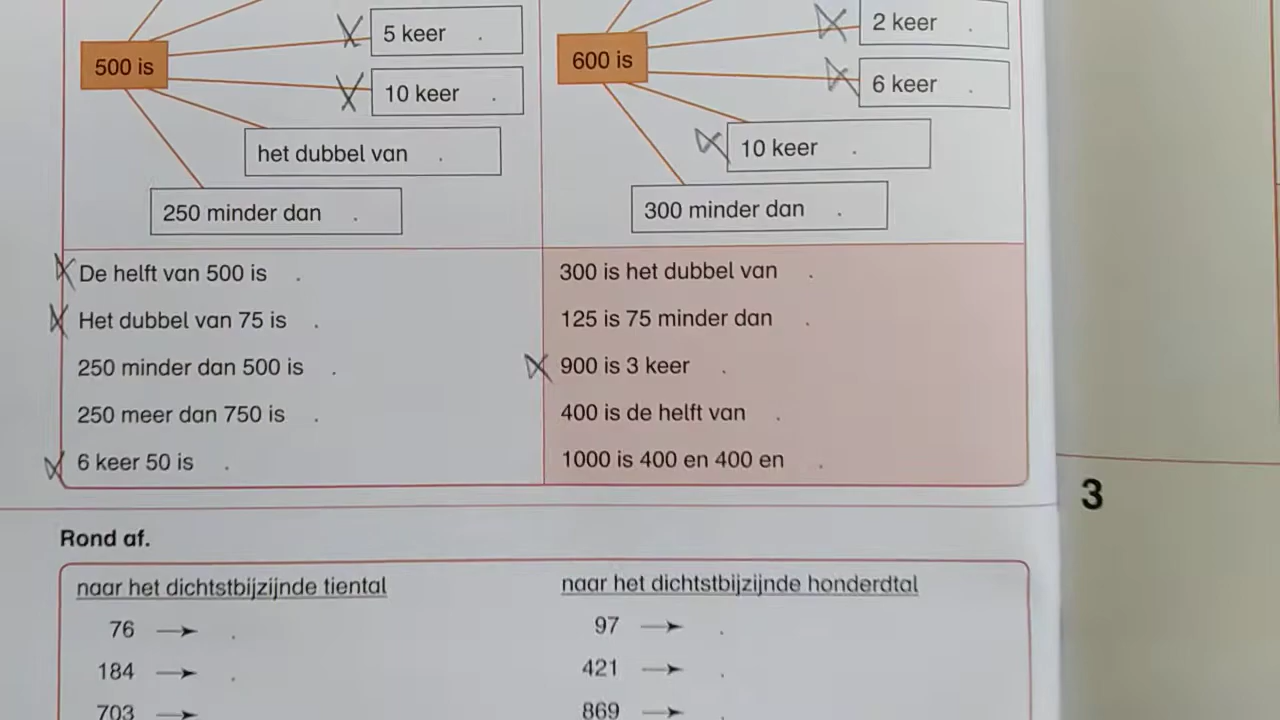 500 is
5 keer .
10 keer .
het dubbel van .
250 minder dan .
600 is
2 keer .
6 keer .
10 keer .
300 minder dan .
De helft van 500 is .
Het dubbel van 75 is .
250 minder dan 500 is .
250 meer dan 750 is .
6 keer 50 is .
300 is het dubbel van .
125 is 75 minder dan .
900 is 3 keer .
400 is de helft van .
1000 is 400 en 400 en .
3
Rond af.
naar het dichtstbijzijnde tiental
76 → .
184 → .
703 →
naar het dichtstbijzijnde honderdtal
97 → .
421 → .
869 → .